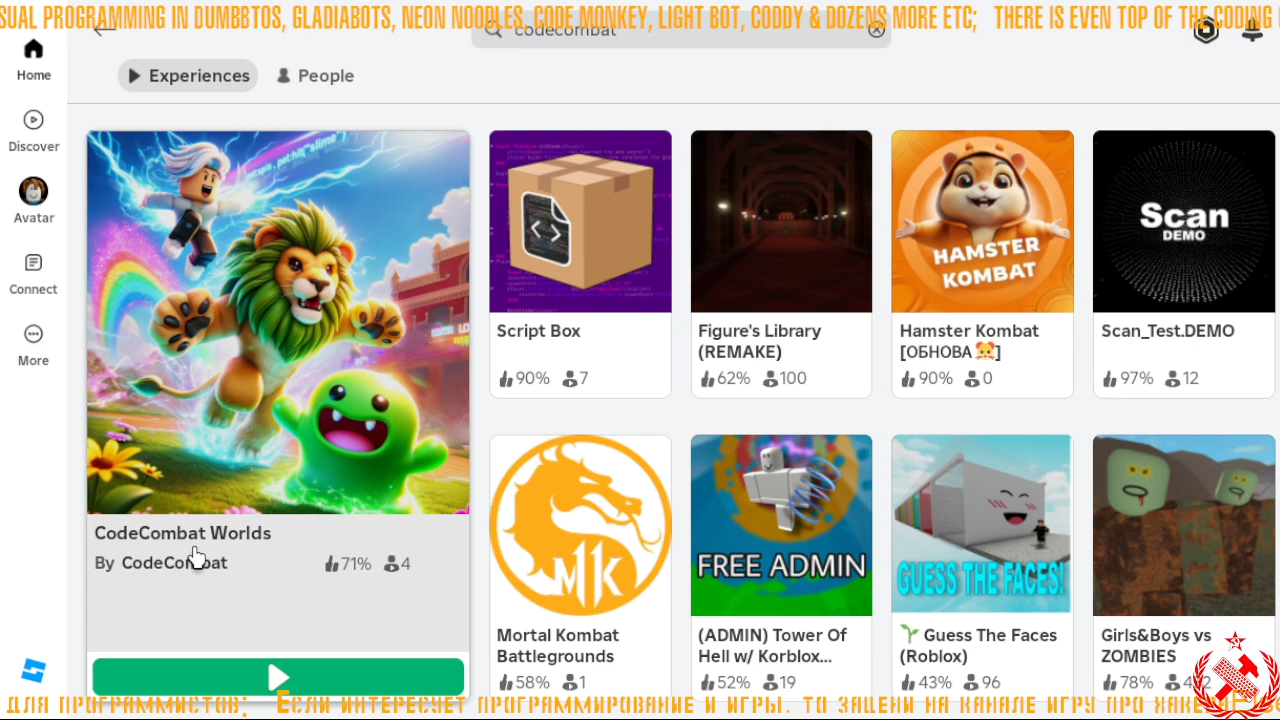 SUAL PROGRAMMING IN DUMBBTOS, GLADIABOTS, NEON NOODLES, CODE MONKEY, LIGHT BOT, CODDY & DOZENS MORE ETC;   THERE IS EVEN TOP OF THE CODING
codecombat
Home
Experiences
People
Discover
Avatar
Connect
More
CodeCombat Worlds
By CodeCombat
71% 4
Script Box
90% 7
Figure's Library
(REMAKE)
62% 100
HAMSTER
KOMBAT
Hamster Kombat
[ОБНОВА🐹]
90% 0
Scan
DEMO
Scan_Test.DEMO
97% 12
MK
Mortal Kombat
Battlegrounds
58% 1
FREE ADMIN
(ADMIN) Tower Of
Hell w/ Korblox...
52% 19
GUESS THE FACES!
🌱 Guess The Faces
(Roblox)
43% 96
Girls&Boys vs
ZOMBIES
78%
ДЛЯ ПРОГРАММИСТОВ;   ЕСЛИ ИНТЕРЕСУЕТ ПРОГРАММИРОВАНИЕ И ИГРЫ. ТО ЗАЦЕНИ НА КАНАЛЕ ИГРУ ПРО